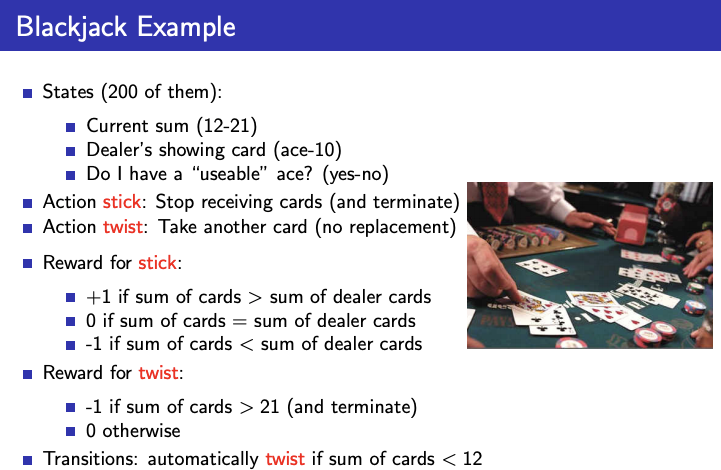 Blackjack Example
States (200 of them):
Current sum (12-21)
Dealer's showing card (ace-10)
Do I have a “useable” ace? (yes-no)
Action stick: Stop receiving cards (and terminate)
Action twist: Take another card (no replacement)
Reward for stick:
+1 if sum of cards > sum of dealer cards
0 if sum of cards = sum of dealer cards
-1 if sum of cards < sum of dealer cards
Reward for twist:
-1 if sum of cards > 21 (and terminate)
0 otherwise
Transitions: automatically twist if sum of cards < 12